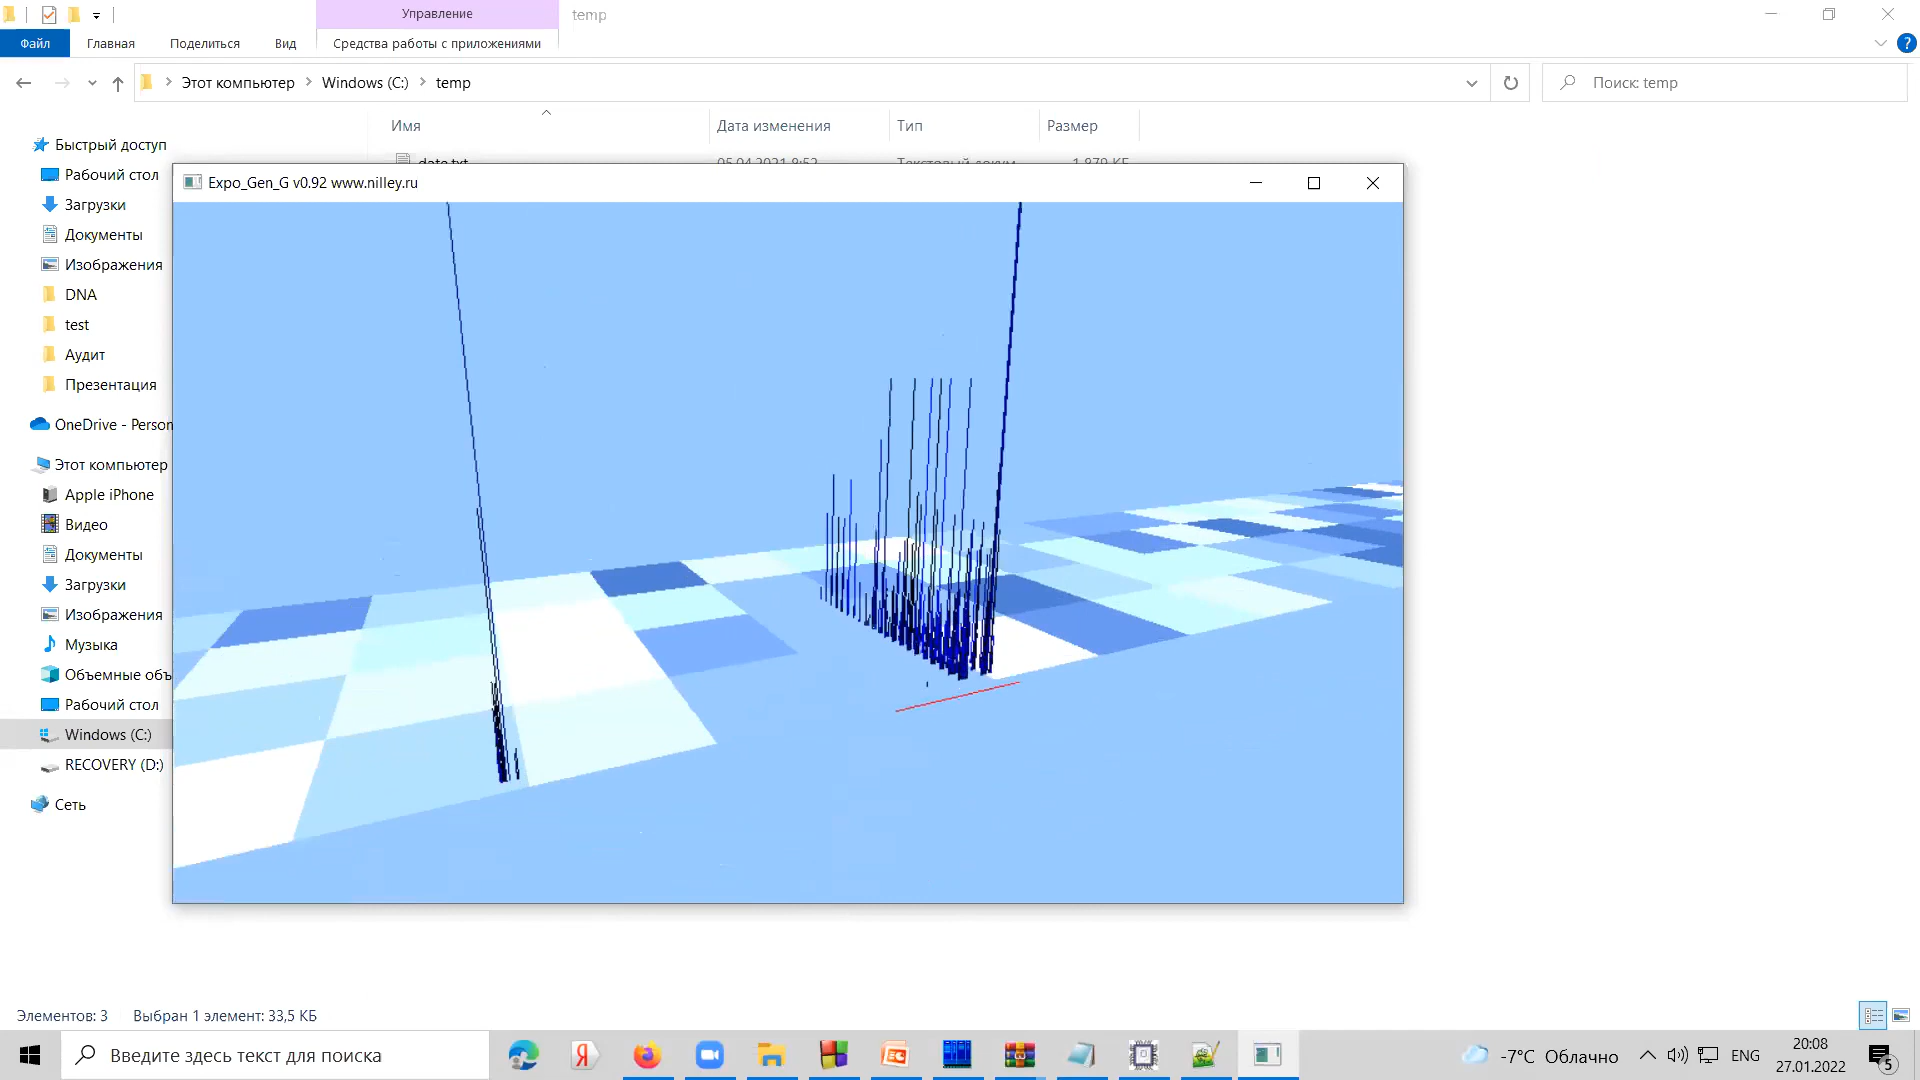 Управление
temp
Файл
Главная
Поделиться
Вид
Средства работы с приложениями
Этот компьютер
Windows (C:)
temp
Поиск: temp
Имя
Дата изменения
Тип
Размер
Быстрый доступ
Рабочий стол
Загрузки
Документы
Изображения
DNA
test
Аудит
Презентация
OneDrive - Person
Этот компьютер
Apple iPhone
Видео
Документы
Загрузки
Изображения
Музыка
Объемные объ
Рабочий стол
Windows (C:)
RECOVERY (D:)
Сеть
Expo_Gen_G v0.92 www.nilley.ru
Элементов: 3
Выбран 1 элемент: 33,5 КБ
Введите здесь текст для поиска
-7°C Облачно
ENG
20:08
27.01.2022
5